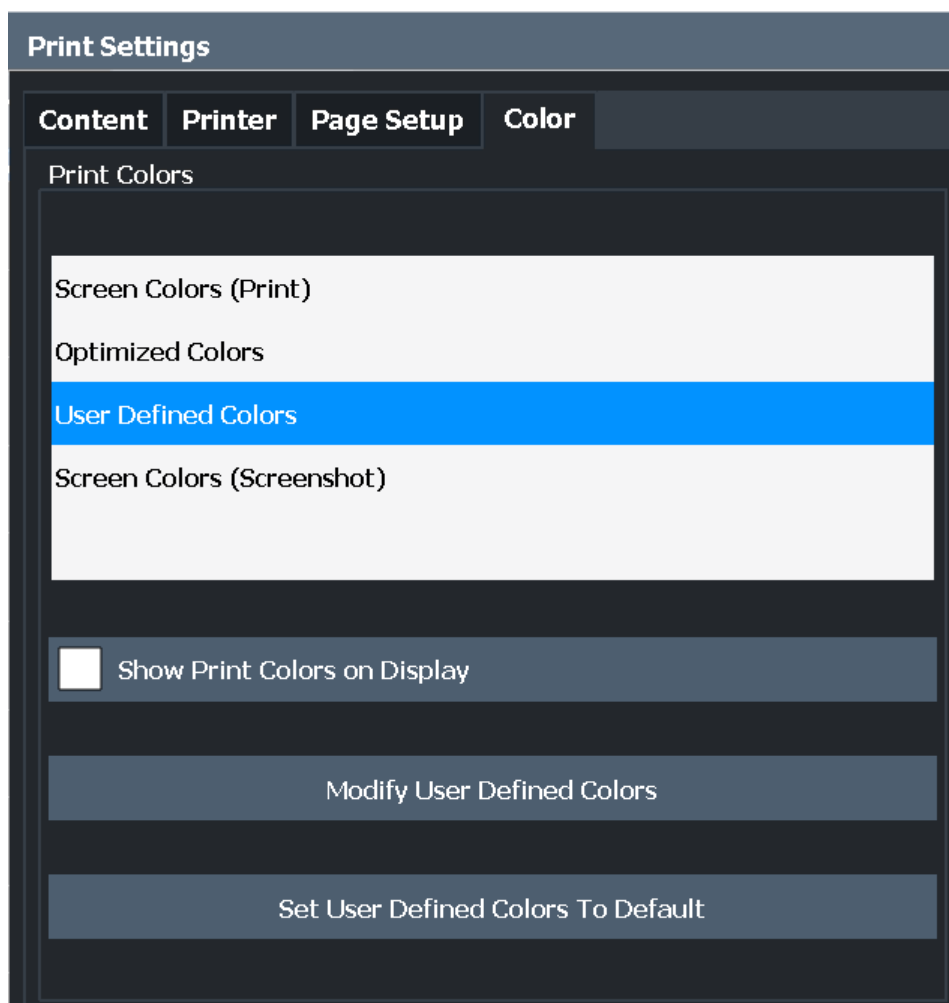 Print Settings
Content Printer Page Setup Color
Print Colors
Screen Colors (Print)
Optimized Colors
User Defined Colors
Screen Colors (Screenshot)
Show Print Colors on Display
Modify User Defined Colors
Set User Defined Colors To Default